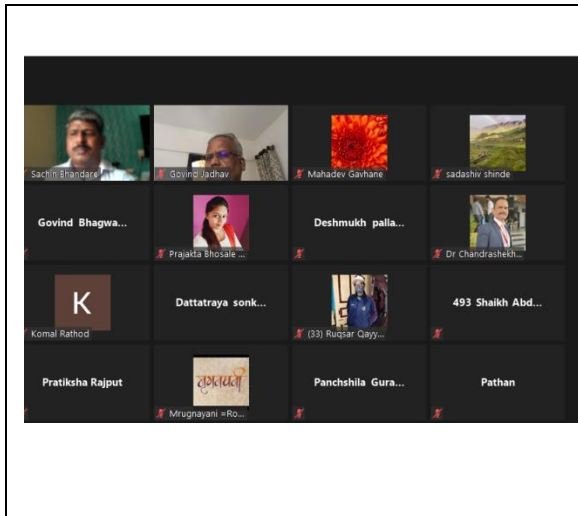 Sachin Bhandare
Govind Jadhav
Mahadev Gavhane
sadashiv shinde
Govind Bhagwa...
Prajakta Bhosale ...
Deshmukh palla...
Dr Chandrashekh...
K
Komal Rathod
Dattatraya sonk...
(33) Ruqsar Qayy...
493 Shaikh Abd...
Pratiksha Rajput
मृगनयनी
Mrugnayani =Ro...
Panchshila Gura...
Pathan